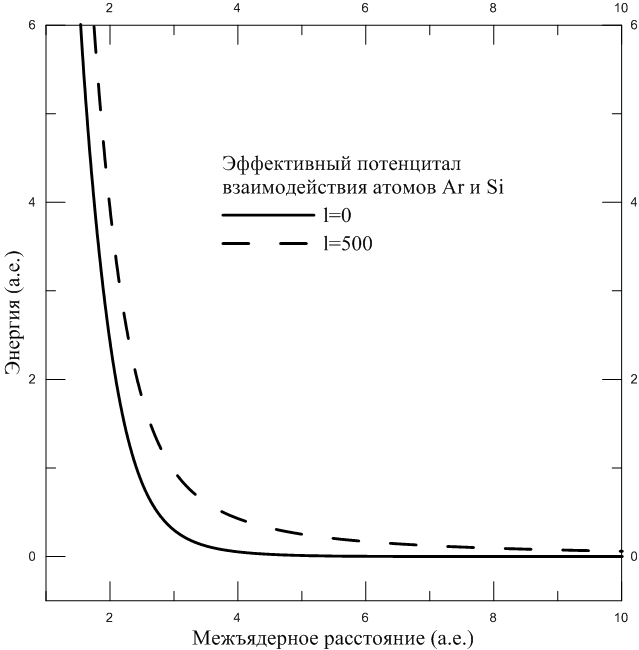 2 4 6 8 10
6 6
Эффективный потенцитал
взаимодействия атомов Ar и Si
l=0
l=500
4 4
Энергия (a.e.)
2 2
0 0
2 4 6 8 10
Межъядерное расстояние (a.e.)